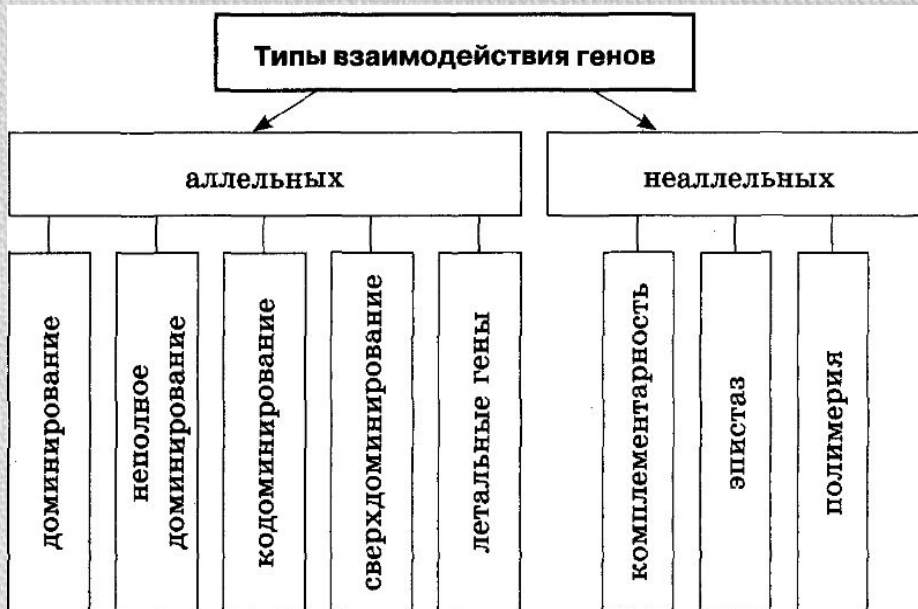 Типы взаимодействия генов
аллельных
неаллельных
доминирование
неполное
доминирование
кодоминирование
сверхдоминирование
летальные гены
комплементарность
эпистаз
полимерия